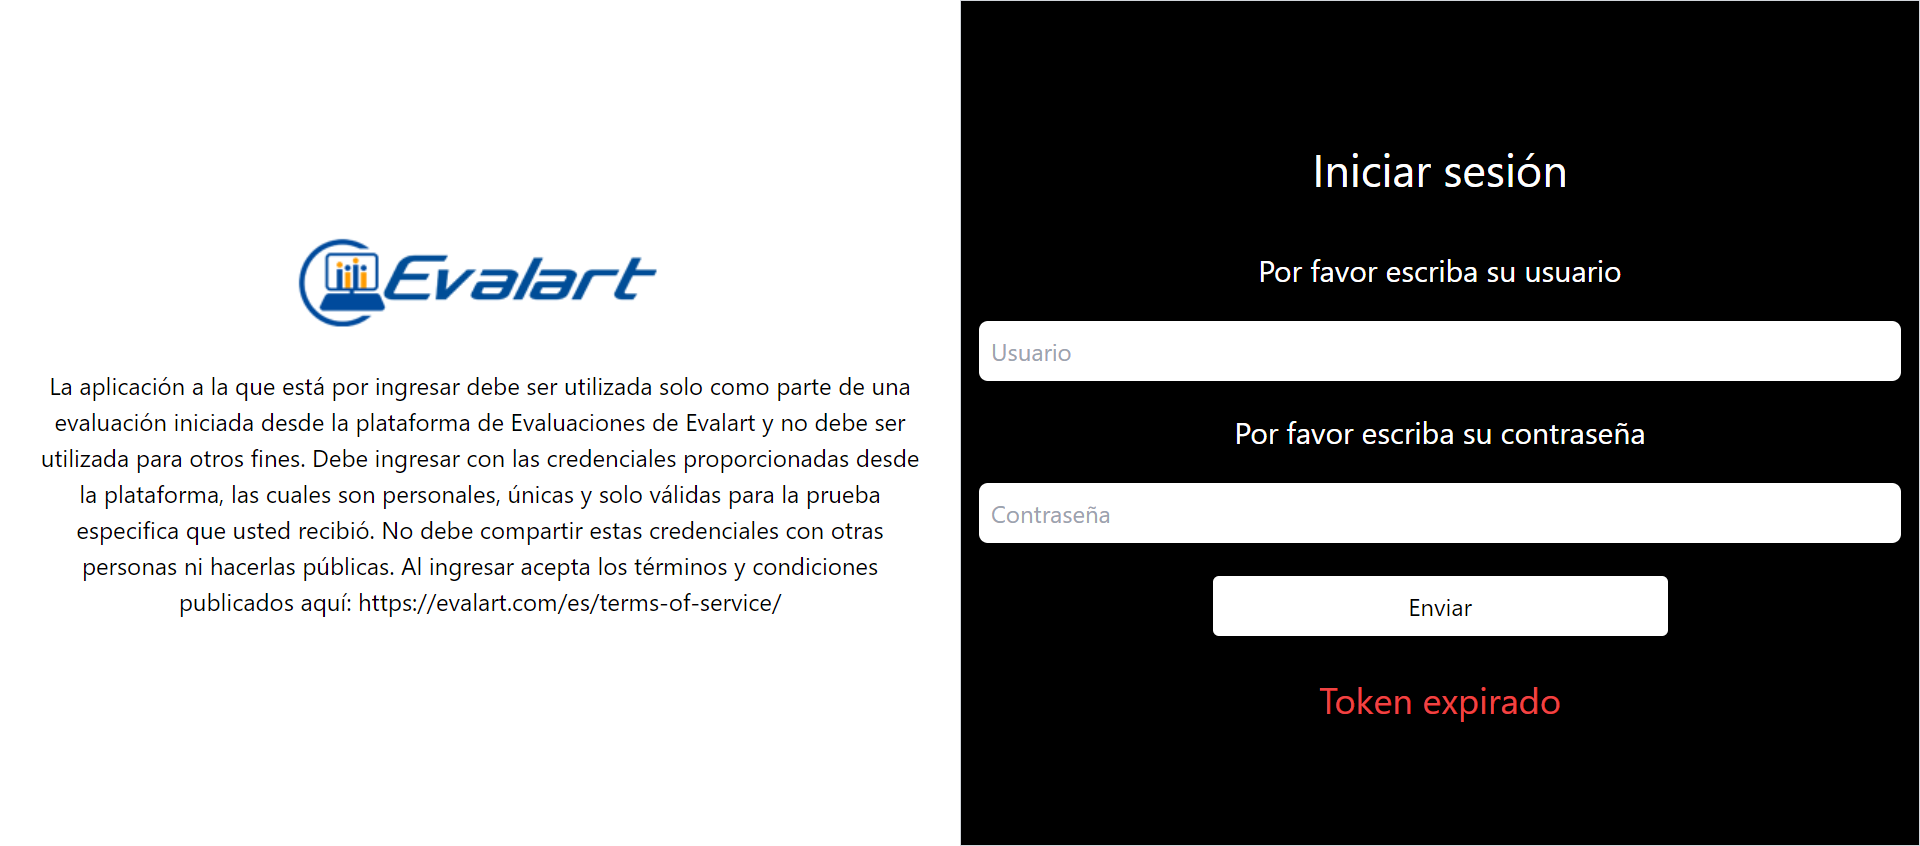 Evalart
La aplicación a la que está por ingresar debe ser utilizada solo como parte de una
evaluación iniciada desde la plataforma de Evaluaciones de Evalart y no debe ser
utilizada para otros fines. Debe ingresar con las credenciales proporcionadas desde
la plataforma, las cuales son personales, únicas y solo válidas para la prueba
especifica que usted recibió. No debe compartir estas credenciales con otras
personas ni hacerlas públicas. Al ingresar acepta los términos y condiciones
publicados aquí: https://evalart.com/es/terms-of-service/
Iniciar sesión
Por favor escriba su usuario
Usuario
Por favor escriba su contraseña
Contraseña
Enviar
Token expirado